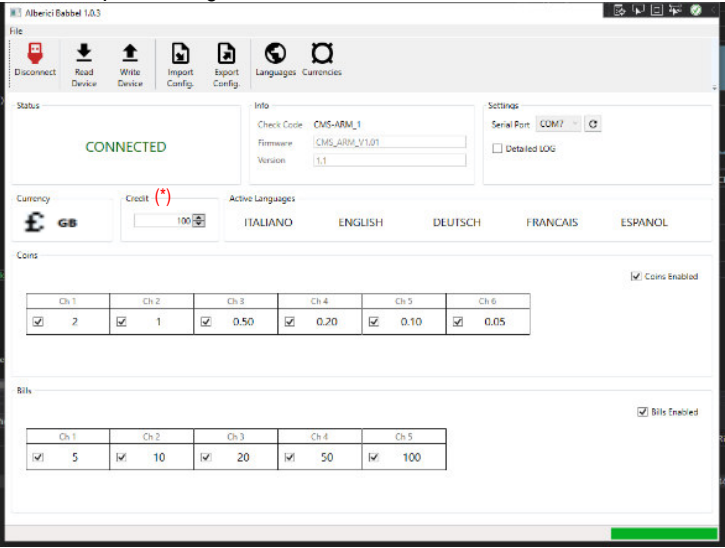 Alberici Babbel 1.0.3
File
Disconnect Read Device Write Device Import Config. Export Config. Languages Currencies
Status Info Settings
Check Code CMS-ARM_1 Serial Port COM7
CONNECTED Firmware CMS_ARM_V1.01 Detailed LOG
Version 1.1
Currency Credit (*) Active Languages
£ GB 100 ITALIANO ENGLISH DEUTSCH FRANCAIS ESPANOL
Coins
Coins Enabled
Ch 1 Ch 2 Ch 3 Ch 4 Ch 5 Ch 6
2 1 0.50 0.20 0.10 0.05
Bills
Bills Enabled
Ch 1 Ch 2 Ch 3 Ch 4 Ch 5
5 10 20 50 100